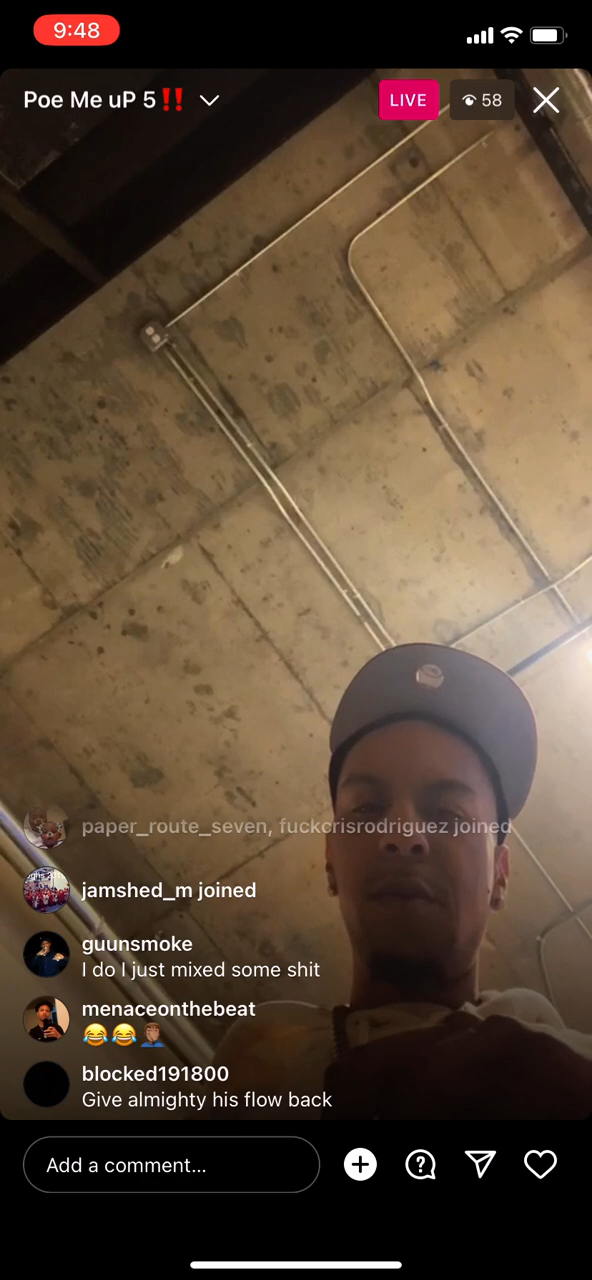 9:48
Poe Me uP 5‼️
LIVE
58
paper_route_seven, fuckcrisrodriguez joined
jamshed_m joined
guunsmoke
I do I just mixed some shit
menaceonthebeat
😂😂🤦🏽‍♂️
blocked191800
Give almighty his flow back
Add a comment...